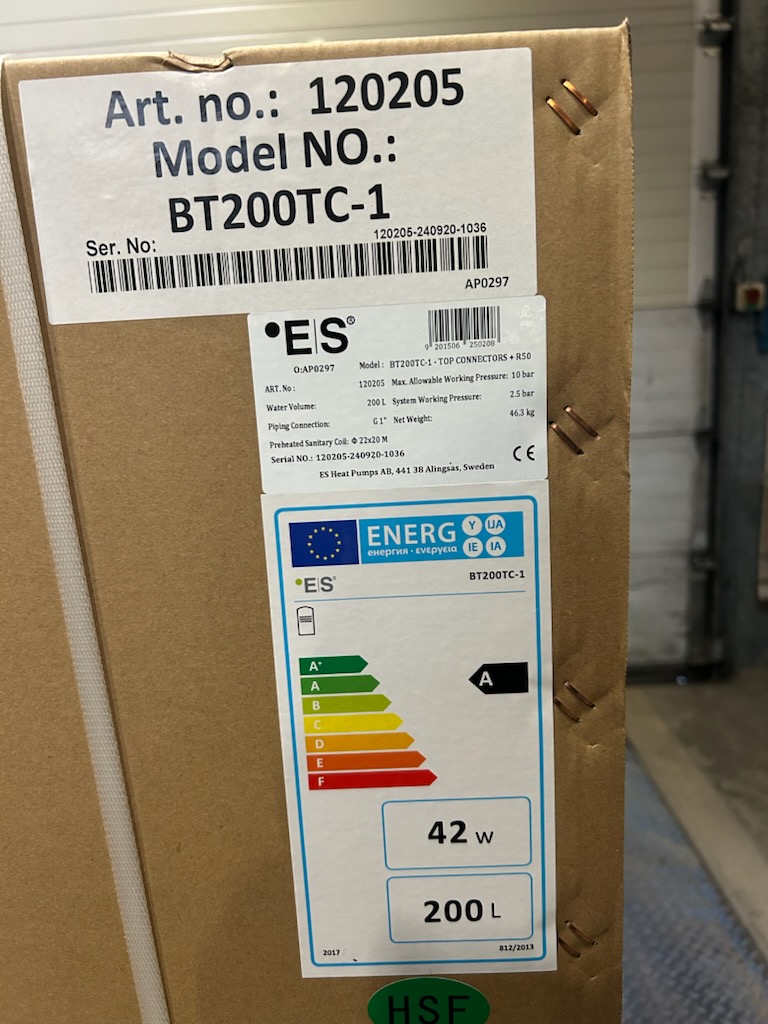 Art. no.: 120205
Model NO.:
BT200TC-1
Ser. No: 120205-240920-1036
AP0297
E|S®
9 201506 250208
O:AP0297
Model: BT200TC-1 - TOP CONNECTORS + R50
ART. No: 120205 Max. Allowable Working Pressure: 10 bar
Water Volume: 200 L System Working Pressure: 2.5 bar
Piping Connection: G 1" Net Weight: 46.3 kg
Preheated Sanitary Coil: Φ 22x20 M
Serial NO.: 120205-240920-1036
CE
ES Heat Pumps AB, 441 38 Alingsås, Sweden
ENERG Y IJA
енергия · ενεργεια IE IA
E|S® BT200TC-1
A+
A A
B
C
D
E
F
42 W
200 L
2017 812/2013
HSF